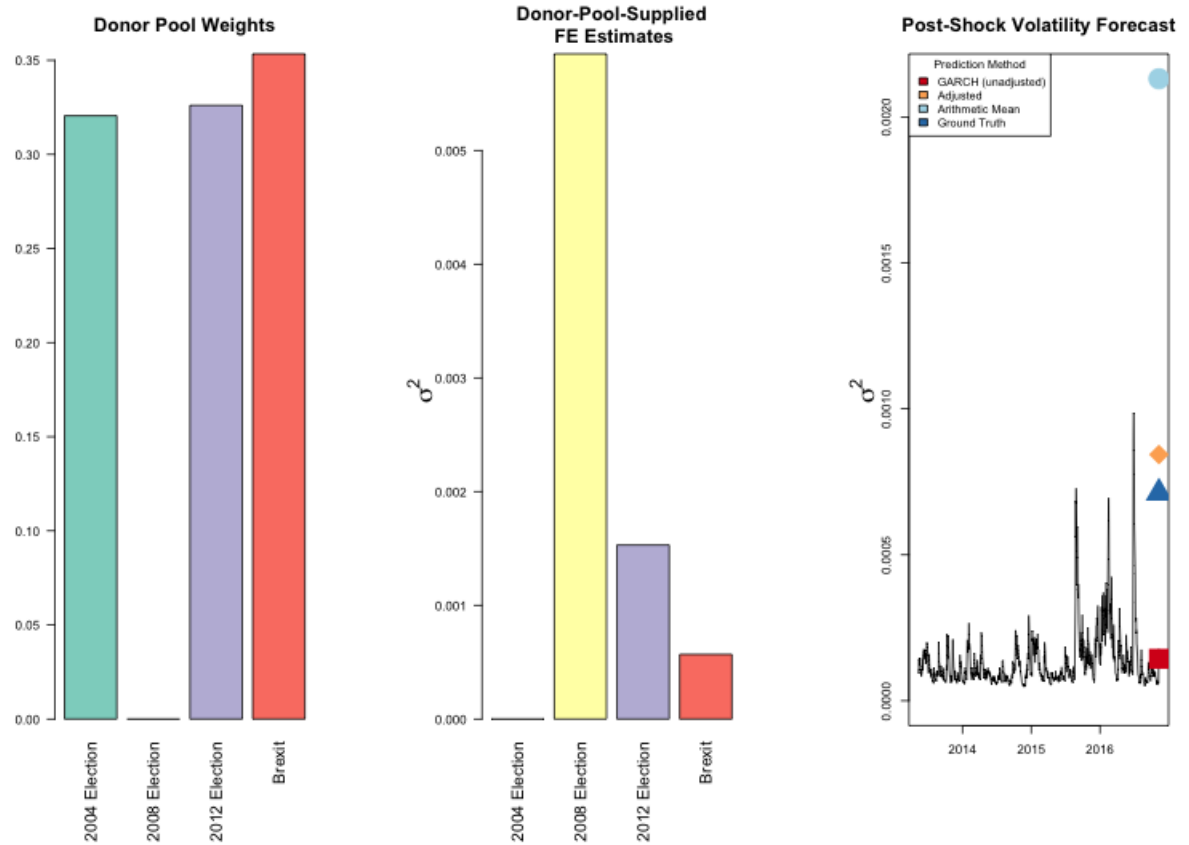 Donor Pool Weights
0.35
0.30
0.25
0.20
0.15
0.10
0.05
0.00
2004 Election
2008 Election
2012 Election
Brexit
Donor-Pool-Supplied
FE Estimates
σ²
0.005
0.004
0.003
0.002
0.001
0.000
2004 Election
2008 Election
2012 Election
Brexit
Post-Shock Volatility Forecast
Prediction Method
GARCH (unadjusted)
Adjusted
Arithmetic Mean
Ground Truth
σ²
0.0020
0.0015
0.0010
0.0005
0.0000
2014
2015
2016